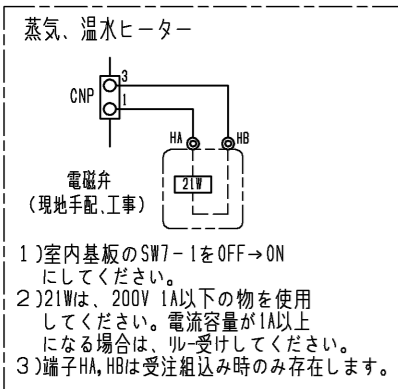 蒸気、温水ヒーター
3
CNP
1
HA
HB
21W
電磁弁
(現地手配、工事)
1)室内基板のSW7-1をOFF→ON
にしてください。
2)21Wは、200V 1A以下の物を使用
してください。電流容量が1A以上
になる場合は、リレー受けしてください。
3)端子HA,HBは受注組込み時のみ存在します。